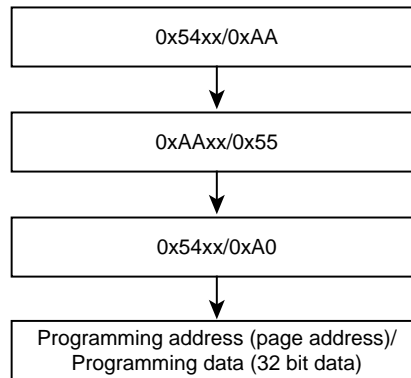 0x54xx/0xAA
0xAAxx/0x55
0x54xx/0xA0
Programming address (page address)/
Programming data (32 bit data)